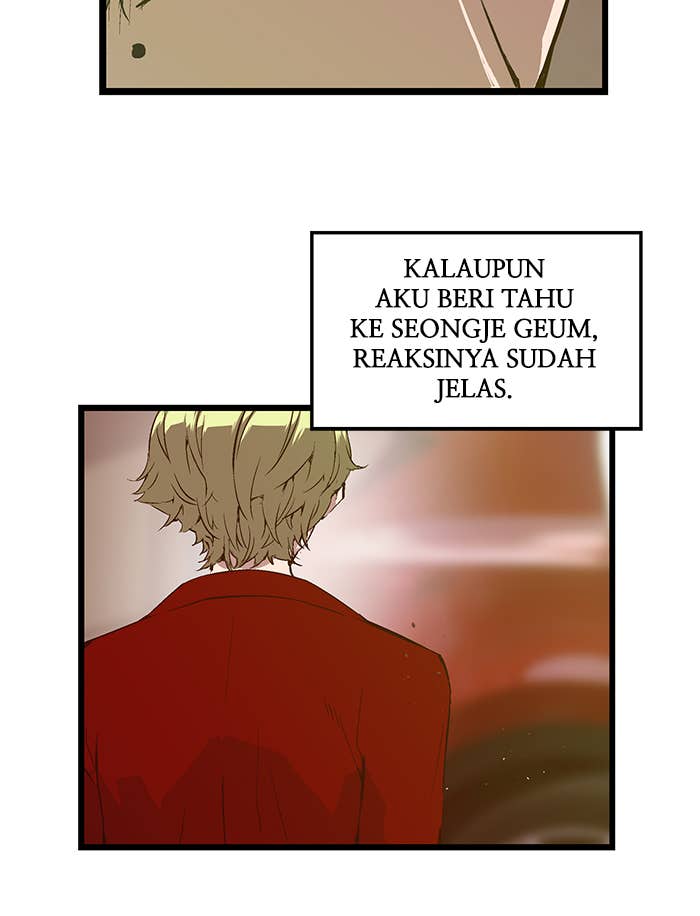 KALAUPUN
AKU BERI TAHU
KE SEONGJE GEUM,
REAKSINYA SUDAH
JELAS.